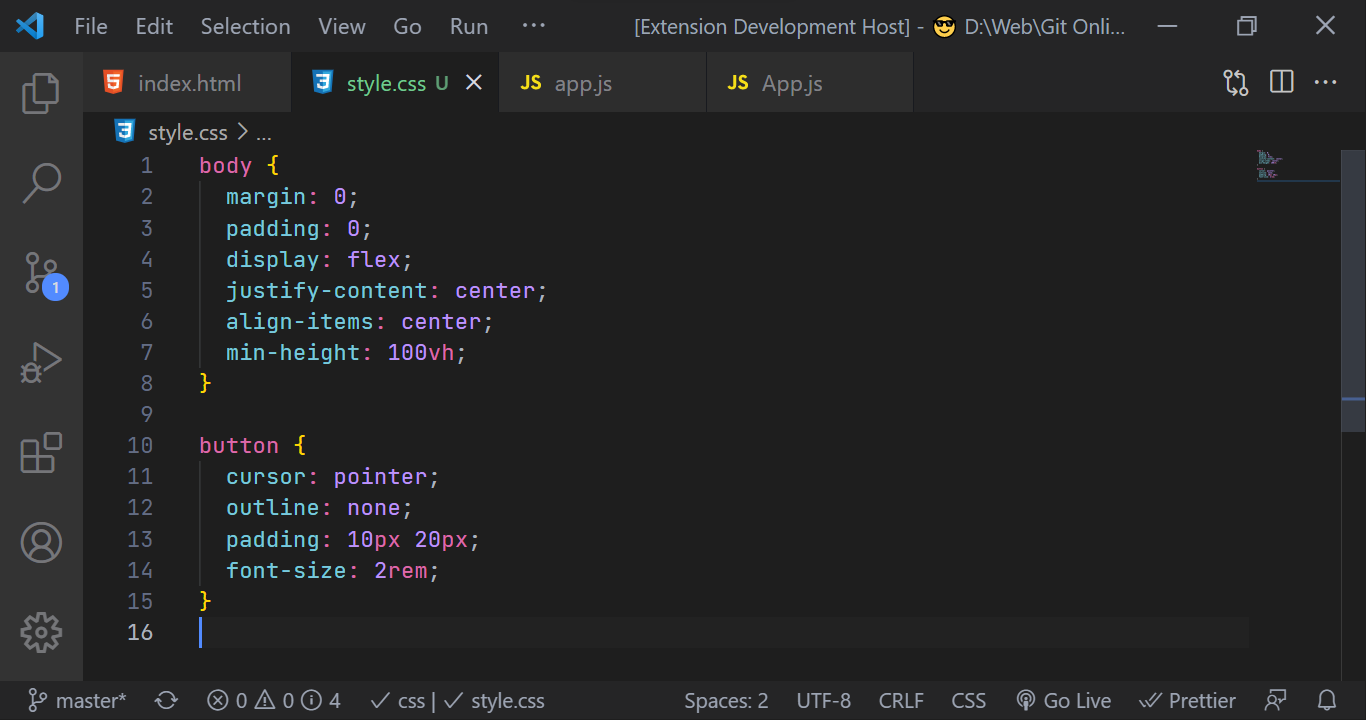 File Edit Selection View Go Run ··· [Extension Development Host] - 😎 D:\Web\Git Onli...
index.html style.css U JS app.js JS App.js
style.css > ...
1 body {
2   margin: 0;
3   padding: 0;
4   display: flex;
5   justify-content: center;
6   align-items: center;
7   min-height: 100vh;
8 }
9
10 button {
11   cursor: pointer;
12   outline: none;
13   padding: 10px 20px;
14   font-size: 2rem;
15 }
16
1
master* 0 0 4 ✓ css | ✓ style.css Spaces: 2 UTF-8 CRLF CSS Go Live Prettier